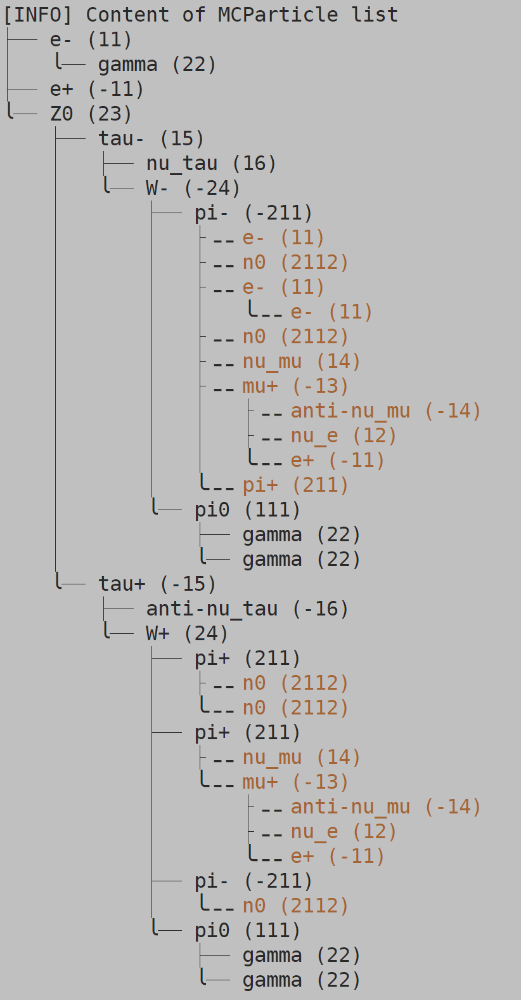 [INFO] Content of MCParticle list
e- (11)
gamma (22)
e+ (-11)
Z0 (23)
tau- (15)
nu_tau (16)
W- (-24)
pi- (-211)
e- (11)
n0 (2112)
e- (11)
e- (11)
n0 (2112)
nu_mu (14)
mu+ (-13)
anti-nu_mu (-14)
nu_e (12)
e+ (-11)
pi+ (211)
pi0 (111)
gamma (22)
gamma (22)
tau+ (-15)
anti-nu_tau (-16)
W+ (24)
pi+ (211)
n0 (2112)
n0 (2112)
pi+ (211)
nu_mu (14)
mu+ (-13)
anti-nu_mu (-14)
nu_e (12)
e+ (-11)
pi- (-211)
n0 (2112)
pi0 (111)
gamma (22)
gamma (22)